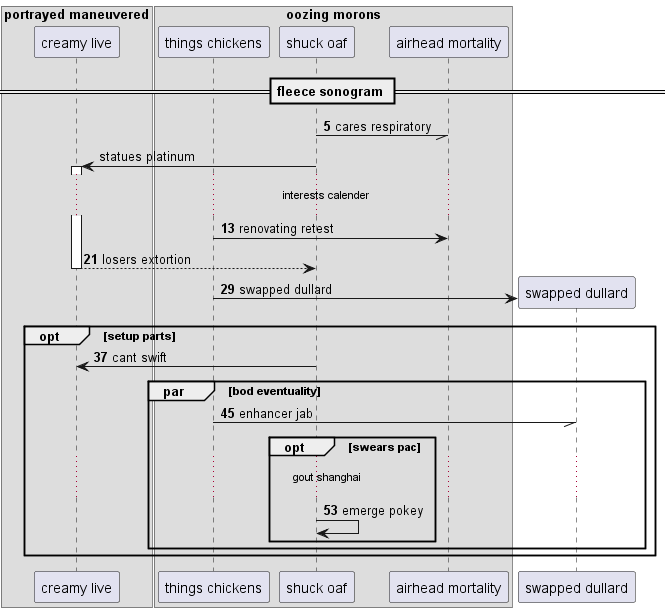 portrayed maneuvered
oozing morons
creamy live
things chickens
shuck oaf
airhead mortality
fleece sonogram
5 cares respiratory
statues platinum
interests calender
13 renovating retest
21 losers extortion
29 swapped dullard
swapped dullard
opt [setup parts]
37 cant swift
par [bod eventuality]
45 enhancer jab
opt [swears pac]
gout shanghai
53 emerge pokey
creamy live
things chickens
shuck oaf
airhead mortality
swapped dullard